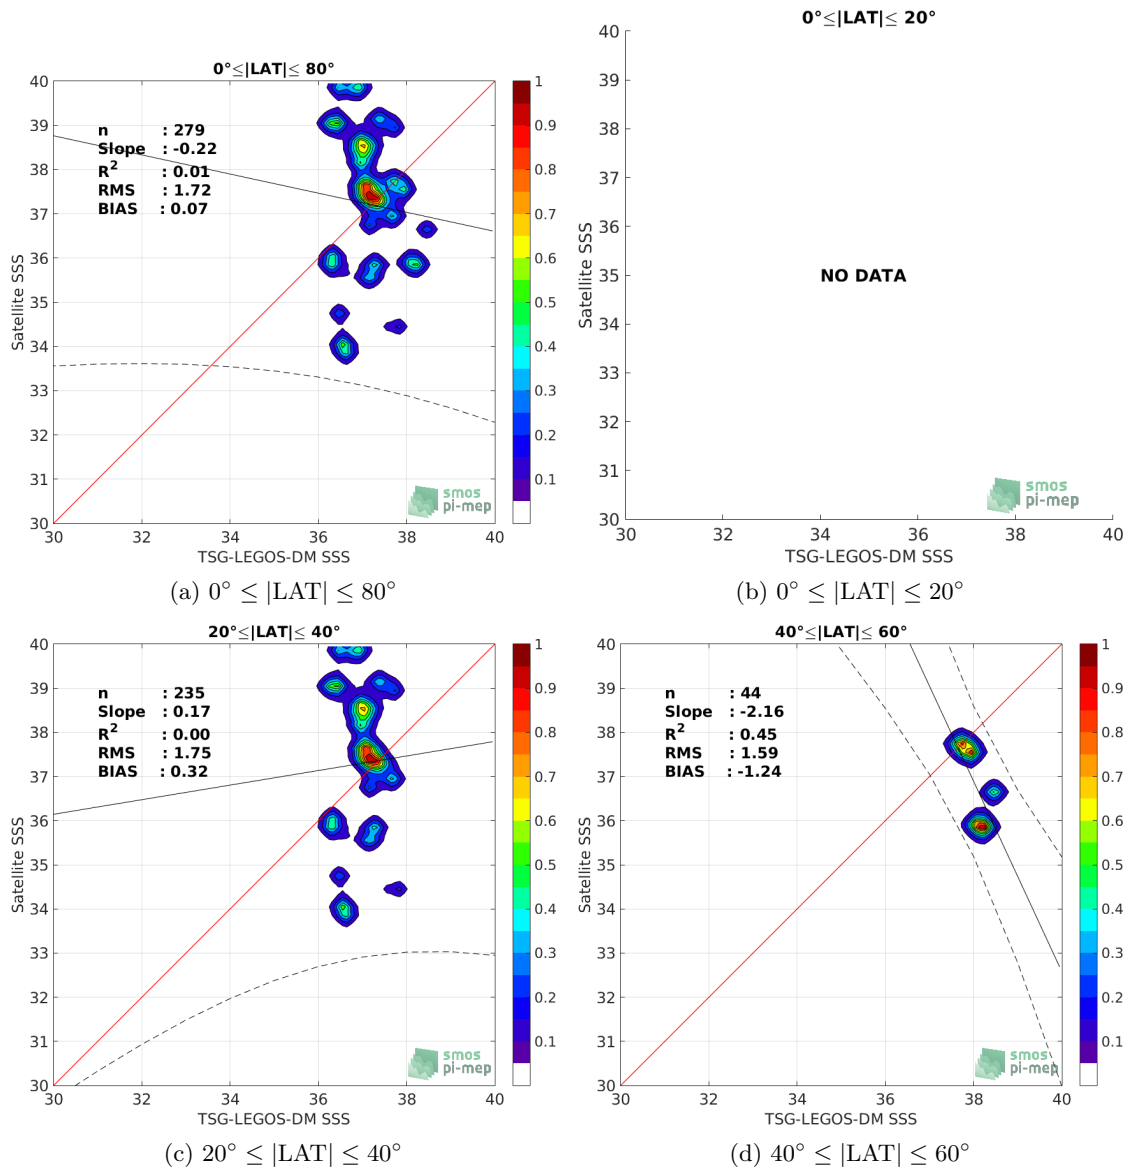 0°≤|LAT|≤ 80°
n : 279
Slope : -0.22
R² : 0.01
RMS : 1.72
BIAS : 0.07
40
39
38
37
36
35
34
33
32
31
30
Satellite SSS
30 32 34 36 38 40
TSG-LEGOS-DM SSS
1
0.9
0.8
0.7
0.6
0.5
0.4
0.3
0.2
0.1
smos
pi-mep
(a) 0° ≤ |LAT| ≤ 80°
0°≤|LAT|≤ 20°
40
39
38
37
36
35
34
33
32
31
30
Satellite SSS
NO DATA
30 32 34 36 38 40
TSG-LEGOS-DM SSS
smos
pi-mep
(b) 0° ≤ |LAT| ≤ 20°
20°≤|LAT|≤ 40°
n : 235
Slope : 0.17
R² : 0.00
RMS : 1.75
BIAS : 0.32
40
39
38
37
36
35
34
33
32
31
30
Satellite SSS
30 32 34 36 38 40
TSG-LEGOS-DM SSS
1
0.9
0.8
0.7
0.6
0.5
0.4
0.3
0.2
0.1
smos
pi-mep
(c) 20° ≤ |LAT| ≤ 40°
40°≤|LAT|≤ 60°
n : 44
Slope : -2.16
R² : 0.45
RMS : 1.59
BIAS : -1.24
40
39
38
37
36
35
34
33
32
31
30
Satellite SSS
30 32 34 36 38 40
TSG-LEGOS-DM SSS
1
0.9
0.8
0.7
0.6
0.5
0.4
0.3
0.2
0.1
smos
pi-mep
(d) 40° ≤ |LAT| ≤ 60°